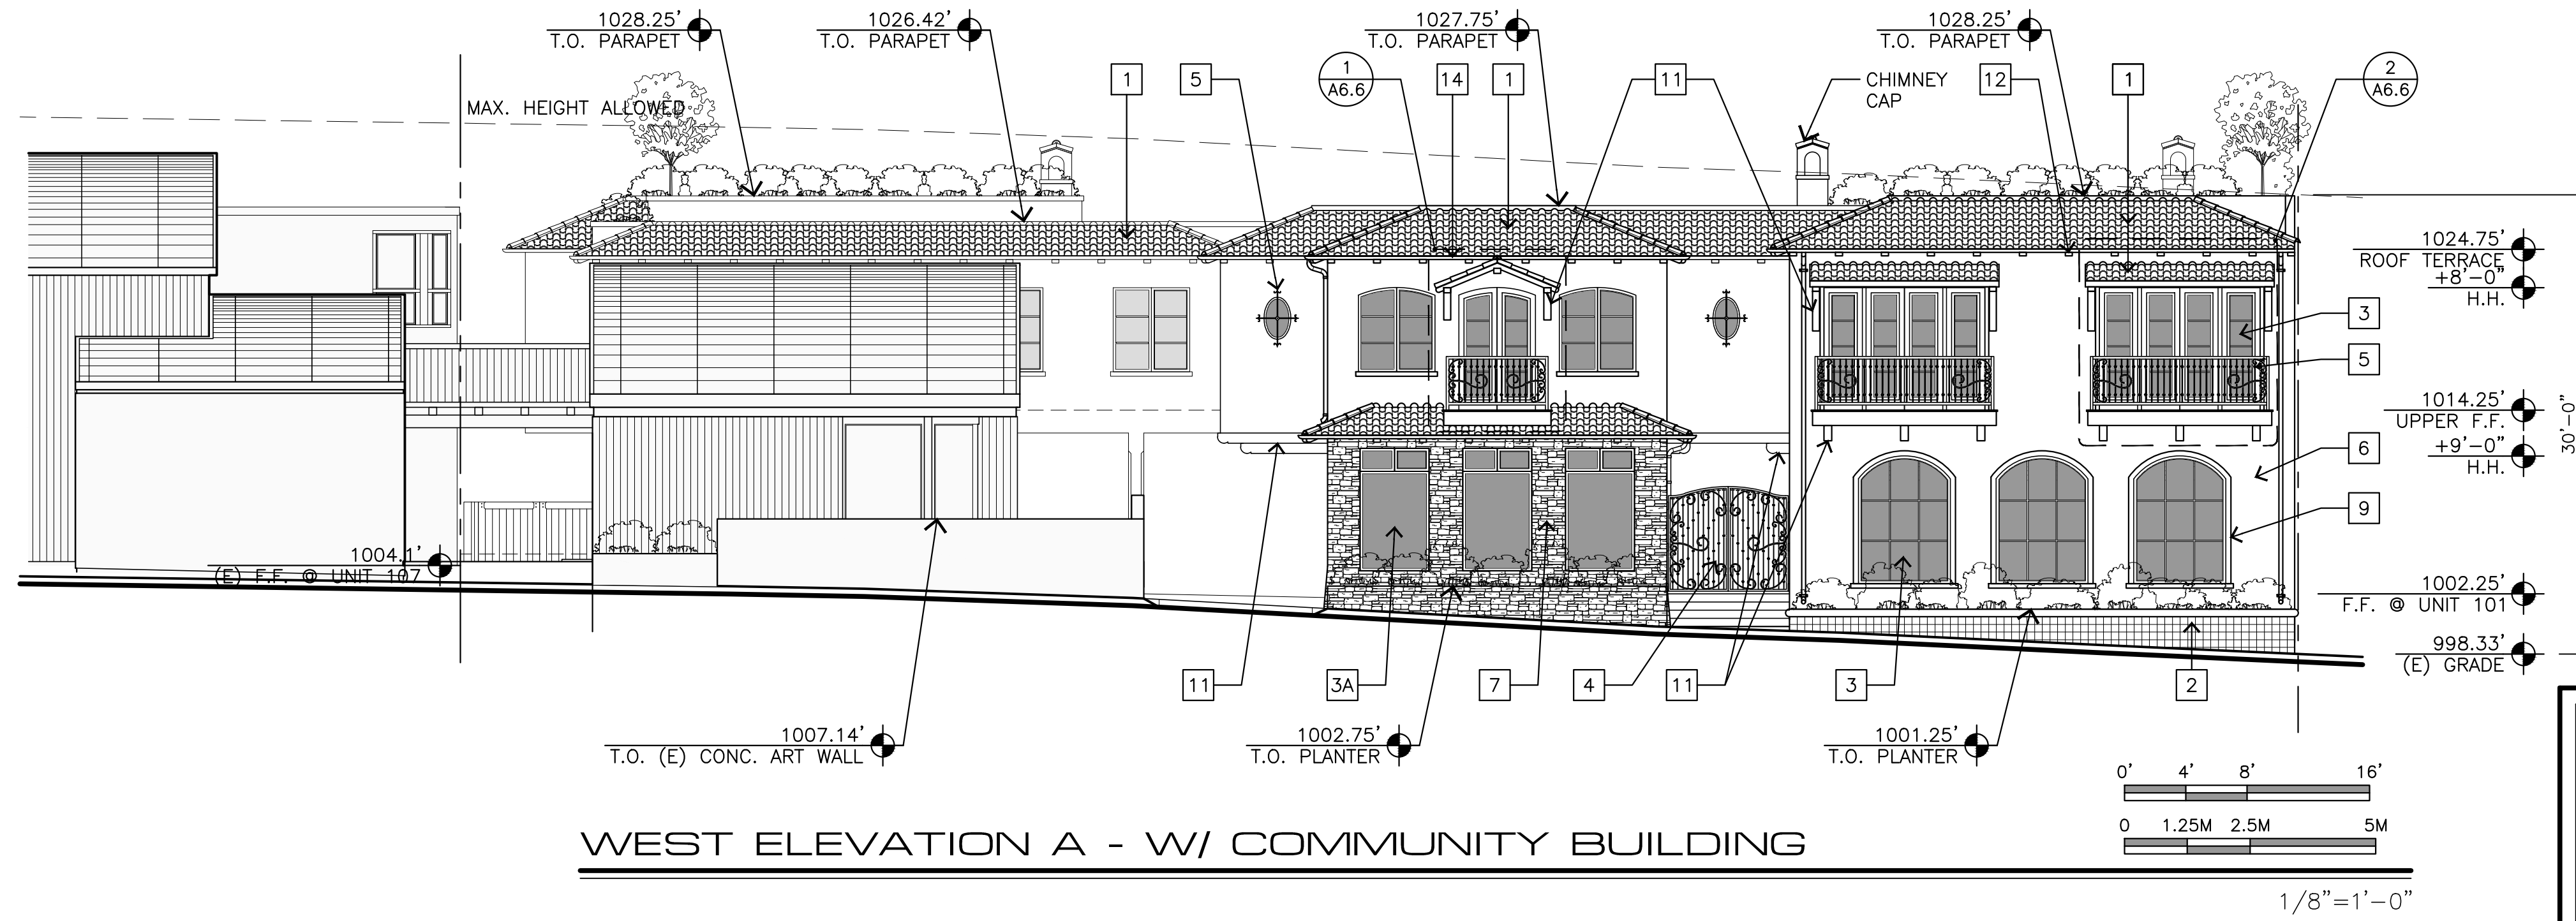 1028.25'
T.O. PARAPET
1026.42'
T.O. PARAPET
1027.75'
T.O. PARAPET
1028.25'
T.O. PARAPET
MAX. HEIGHT ALLOWED
1
5
1
A6.6
14
1
11
CHIMNEY
CAP
12
1
2
A6.6
1024.75'
ROOF TERRACE
+8'-0"
H.H.
3
5
1014.25'
UPPER F.F.
+9'-0"
H.H.
30'-0"
6
9
1004.1'
(E) F.F. @ UNIT 107
1002.25'
F.F. @ UNIT 101
998.33'
(E) GRADE
11
3A
7
4
11
3
2
1007.14'
T.O. (E) CONC. ART WALL
1002.75'
T.O. PLANTER
1001.25'
T.O. PLANTER
0' 4' 8' 16'
0 1.25M 2.5M 5M
WEST ELEVATION A - W/ COMMUNITY BUILDING
1/8"=1'-0"